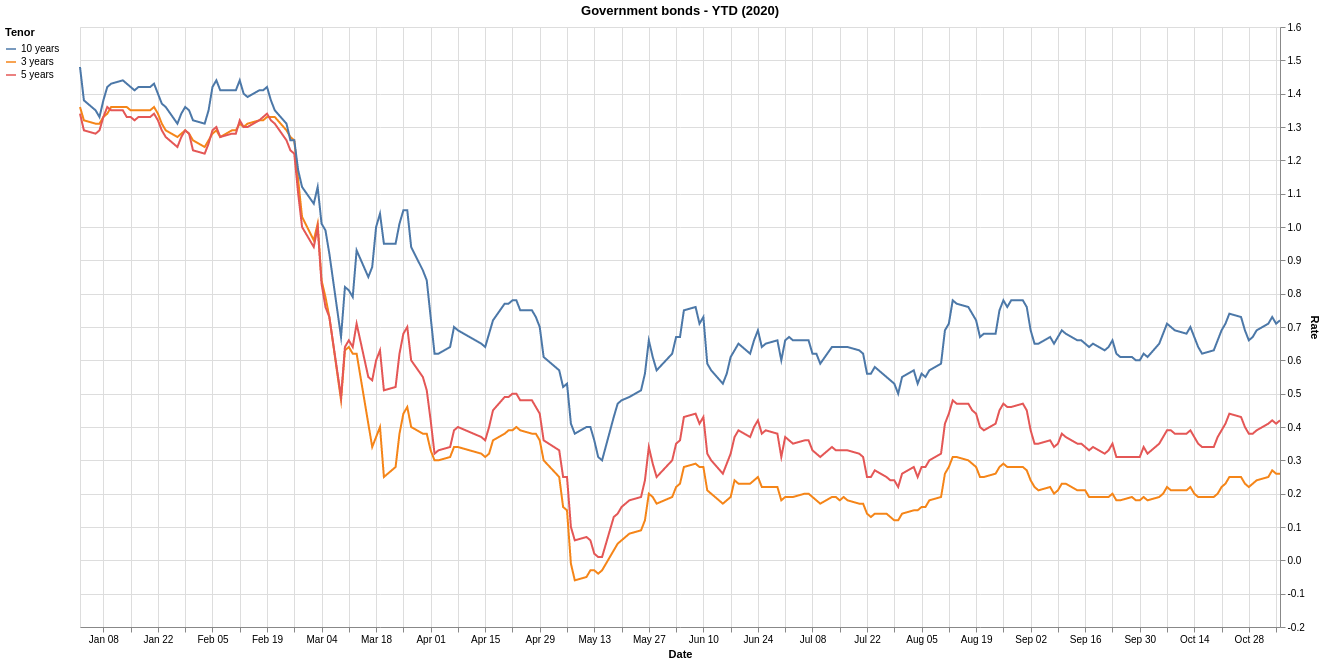 Government bonds - YTD (2020)
Tenor
10 years
3 years
5 years
1.6
1.5
1.4
1.3
1.2
1.1
1.0
0.9
0.8
0.7
0.6
0.5
0.4
0.3
0.2
0.1
0.0
-0.1
-0.2
Rate
Jan 08 Jan 22 Feb 05 Feb 19 Mar 04 Mar 18 Apr 01 Apr 15 Apr 29 May 13 May 27 Jun 10 Jun 24 Jul 08 Jul 22 Aug 05 Aug 19 Sep 02 Sep 16 Sep 30 Oct 14 Oct 28
Date